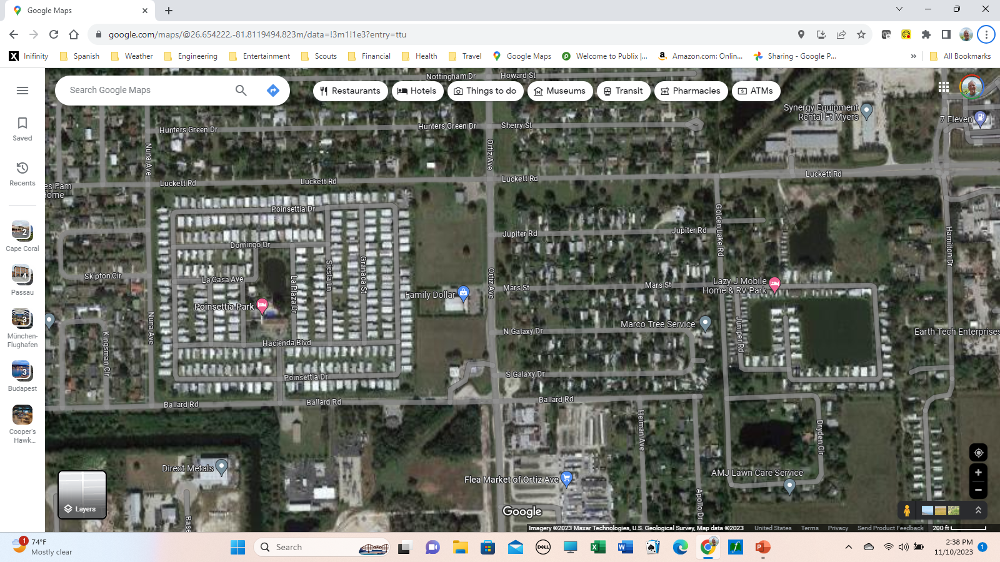 Google Maps
google.com/maps/@26.654222,-81.8119494,823m/data=!3m1!1e3?entry=ttu
Inifinity
Spanish
Weather
Engineering
Entertainment
Scouts
Financial
Health
Travel
Google Maps
Welcome to Publix |...
Amazon.com: Onlin...
Sharing - Google P...
»
All Bookmarks
Search Google Maps
Restaurants
Hotels
Things to do
Museums
Transit
Pharmacies
ATMs
Saved
Recents
2
Cape Coral
4
Passau
3
München-
Flughafen
3
Budapest
Cooper's
Hawk...
Nottingham Dr
Howard St
Synergy Equipment
Rental Ft Myers
7 Eleven
Hunters Green Dr
Hunters Green Dr
Sherry St
Nuna Ave
Ortiz Ave
Luckett Rd
Luckett Rd
Luckett Rd
Luckett Rd
es Fam
Home
Poinsettia Dr
Golden Lake Rd
Hamilton Dr
Jupiter Rd
Jupiter Rd
Domingo Dr
Skipton Cir
La Casa Ave
La Plaza Dr
Siesta Ln
Granada St
Ortiz Ave
Mars St
Mars St
Lazy J Mobile
Home & RV Park
Family Dollar
Poinsettia Park
Nuna Ave
Kingsman Cir
N Galaxy Dr
Marco Tree Service
Juniper Rd
Earth Tech Enterprises
Hacienda Blvd
Poinsettia Dr
S Galaxy Dr
Ballard Rd
Ballard Rd
Ballard Rd
Heiman Ave
Dryden Cir
Direct Metals
Flea Market of Ortiz Ave
AMJ Lawn Care Service
Apollo Dr
Base
Layers
Google
Imagery ©2023 Maxar Technologies, U.S. Geological Survey, Map data ©2023
United States
Terms
Privacy
Send Product Feedback
200 ft
1
74°F
Mostly clear
Search
DELL
2:38 PM
11/10/2023
1